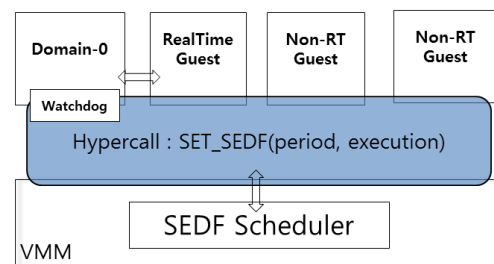 Domain-0
RealTime
Guest
Non-RT
Guest
Non-RT
Guest
Watchdog
Hypercall : SET_SEDF(period, execution)
SEDF Scheduler
VMM